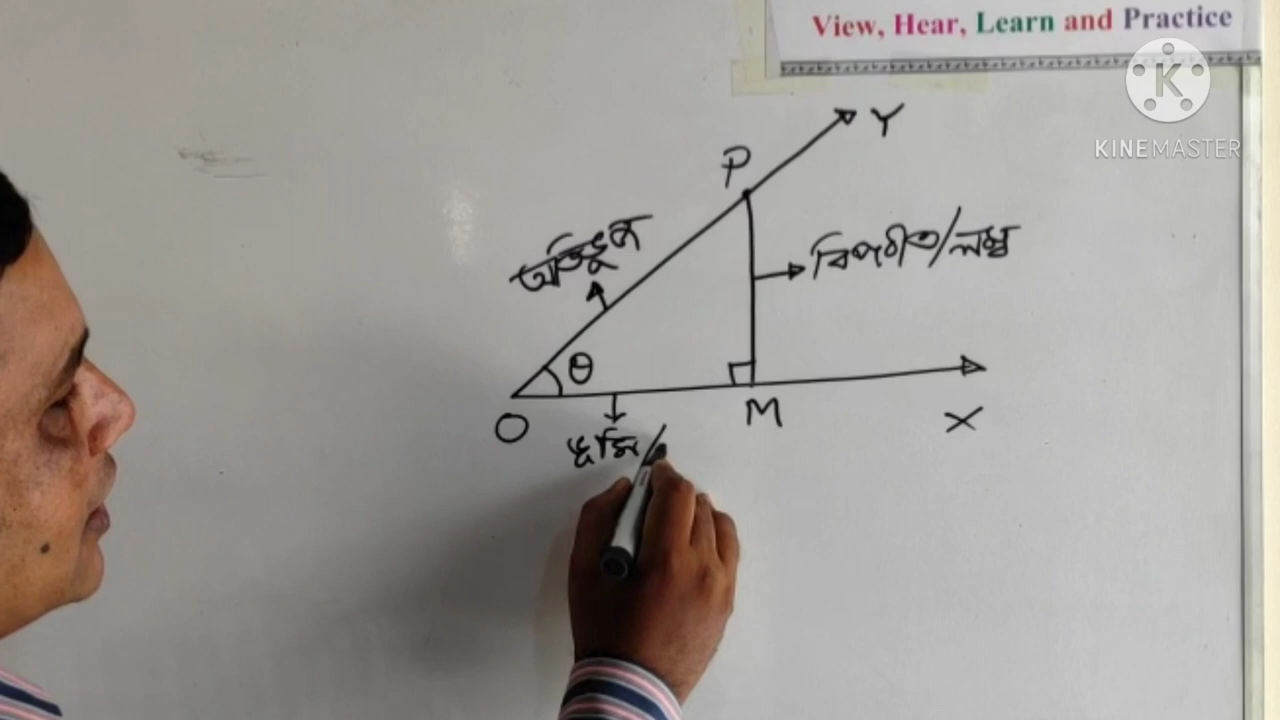 View, Hear, Learn and Practice
K
KINEMASTER
Y
P
অতিভুজ
বিপরীত/লম্ব
θ
O
M
X
ভূমি/